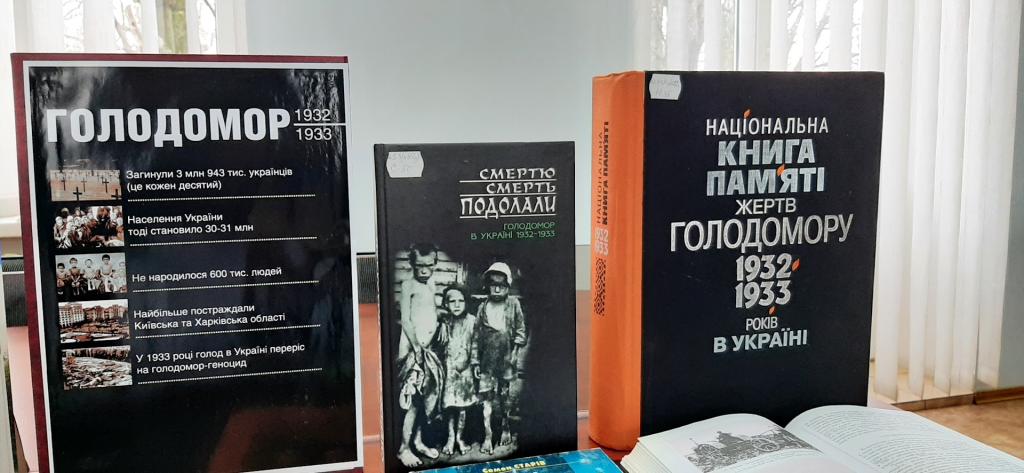 ГОЛОДОМОР 1932
1933
Загинули 3 млн 943 тис. українців
(це кожен десятий)
Населення України
тоді становило 30-31 млн
Не народилося 600 тис. людей
Найбільше постраждали
Київська та Харківська області
У 1933 році голод в Україні переріс
на голодомор-геноцид
СМЕРТЮ
СМЕРТЬ
ПОДОЛАЛИ
ГОЛОДОМОР
В УКРАЇНІ 1932-1933
НАЦІОНАЛЬНА
КНИГА ПАМ'ЯТІ
1932
1933
НАЦІОНАЛЬНА
КНИГА
ПАМ'ЯТІ
ЖЕРТВ
ГОЛОДОМОРУ
1932-
1933
РОКІВ
В УКРАЇНІ
Семен СТАРІВ